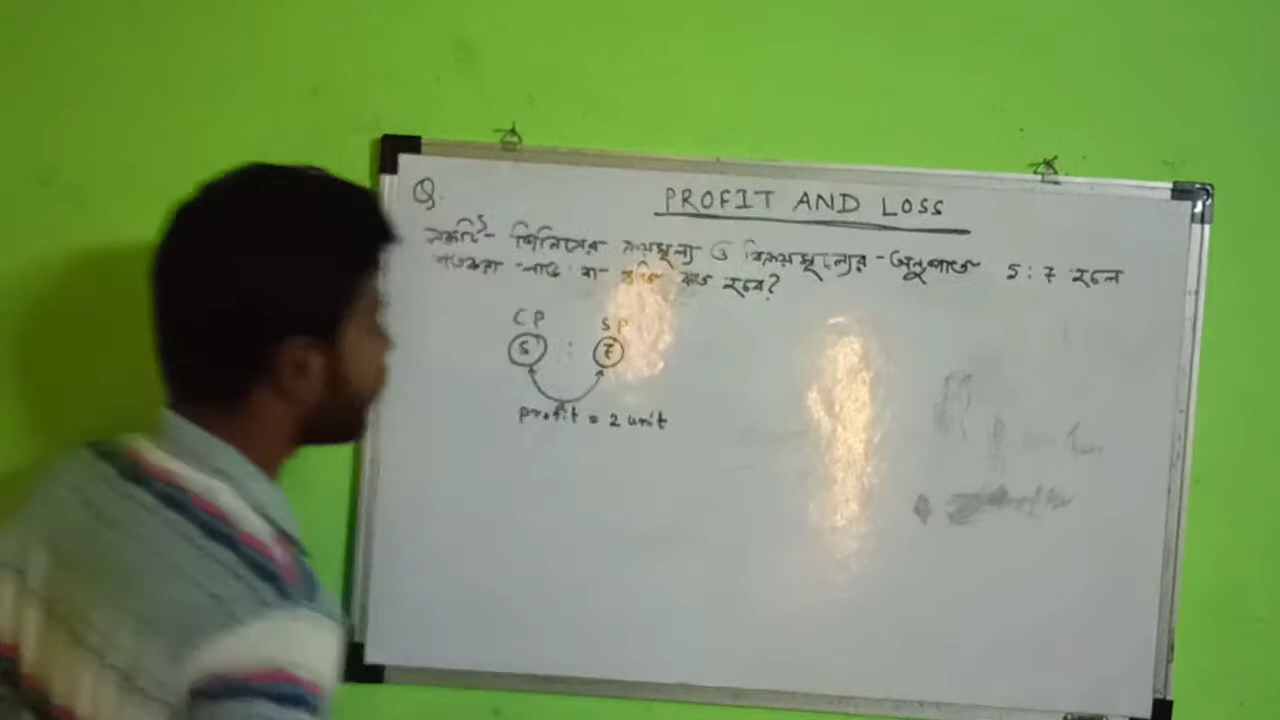 Q.
PROFIT AND LOSS
একটি জিনিসের ক্রয়মূল্য ও বিক্রয়মূল্যের অনুপাত 5 : 7 হলে
শতকরা লাভ বা ক্ষতি কত হবে?
CP SP
5 : 7
profit = 2 unit